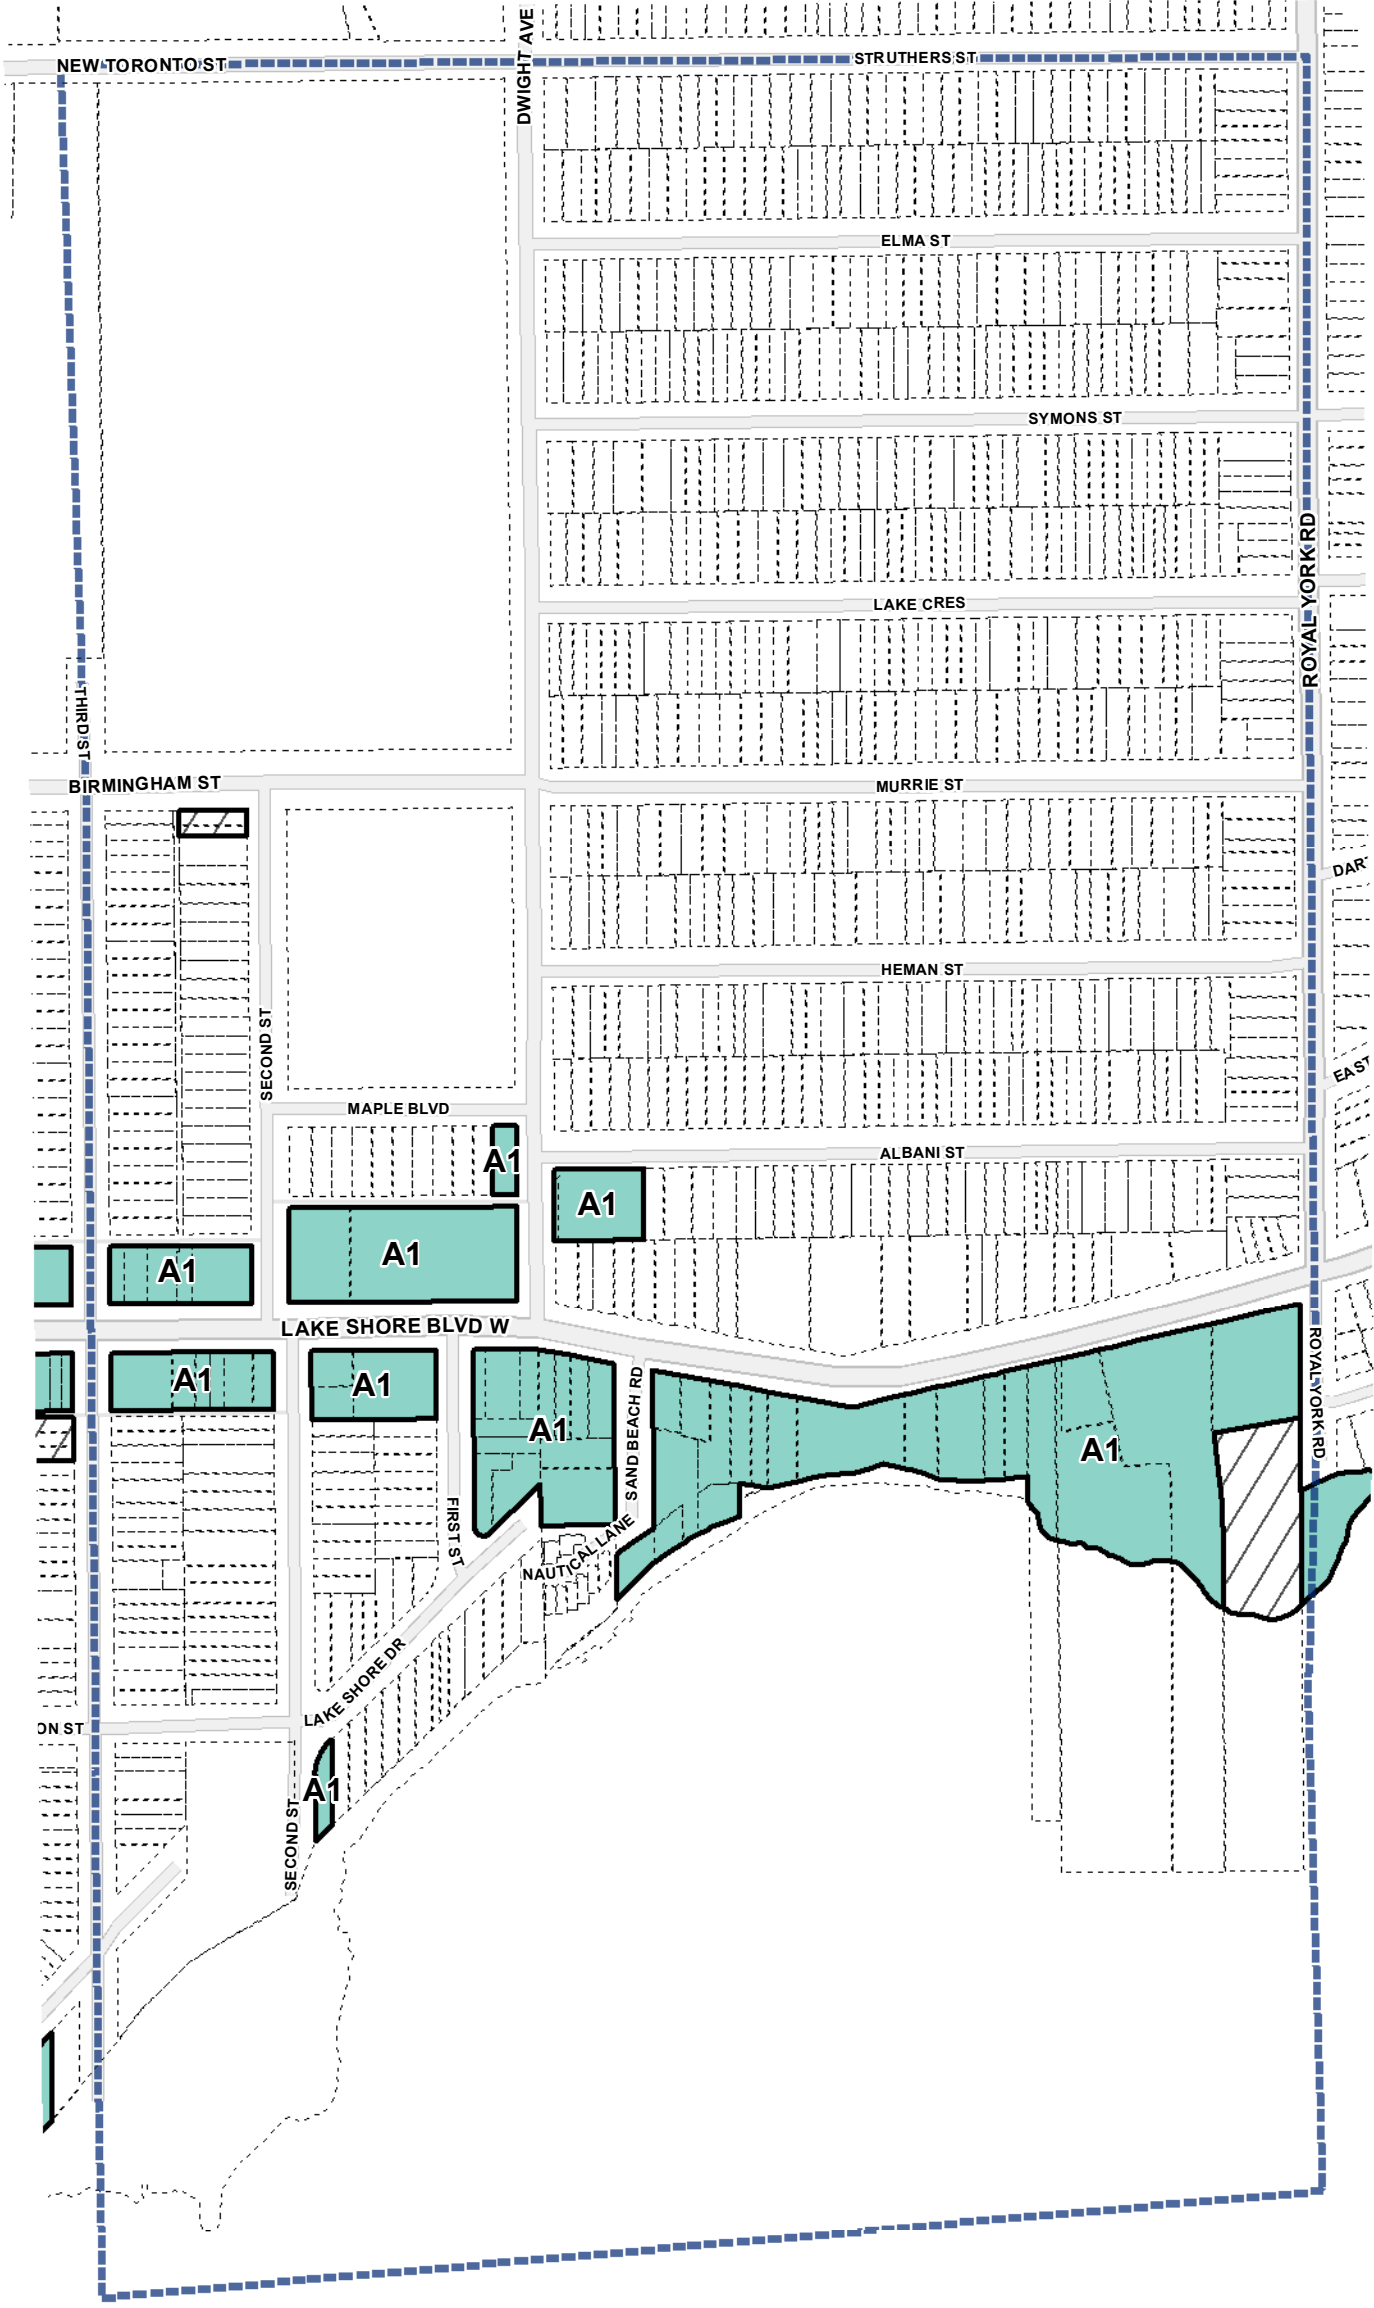 DWIGHT AVE
NEW TORONTO ST
STRUTHERS ST
ELMA ST
SYMONS ST
ROYAL YORK RD
LAKE CRES
THIRD ST
BIRMINGHAM ST
MURRIE ST
DAR
HEMAN ST
SECOND ST
EAST
MAPLE BLVD
ALBANI ST
A1
A1
A1
A1
LAKE SHORE BLVD W
A1
A1
A1
A1
SAND BEACH RD
ROYAL YORK RD
FIRST ST
NAUTICAL LANE
LAKE SHORE DR
ON ST
A1
SECOND ST